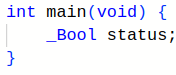 int main(void) {
    _Bool status;
}